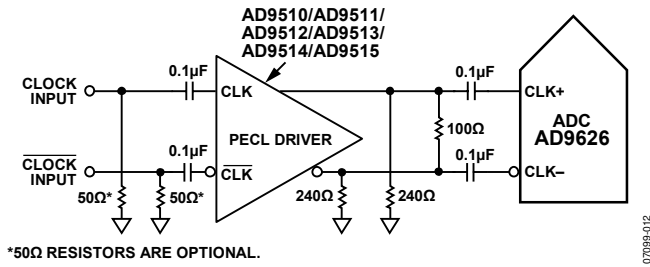 AD9510/AD9511/
AD9512/AD9513/
AD9514/AD9515
0.1µF
0.1µF
CLOCK
INPUT
CLK
CLK+
PECL DRIVER
100Ω
ADC
AD9626
0.1µF
0.1µF
CLOCK
INPUT
CLK
CLK–
50Ω*
50Ω*
240Ω
240Ω
*50Ω RESISTORS ARE OPTIONAL.
07099-012